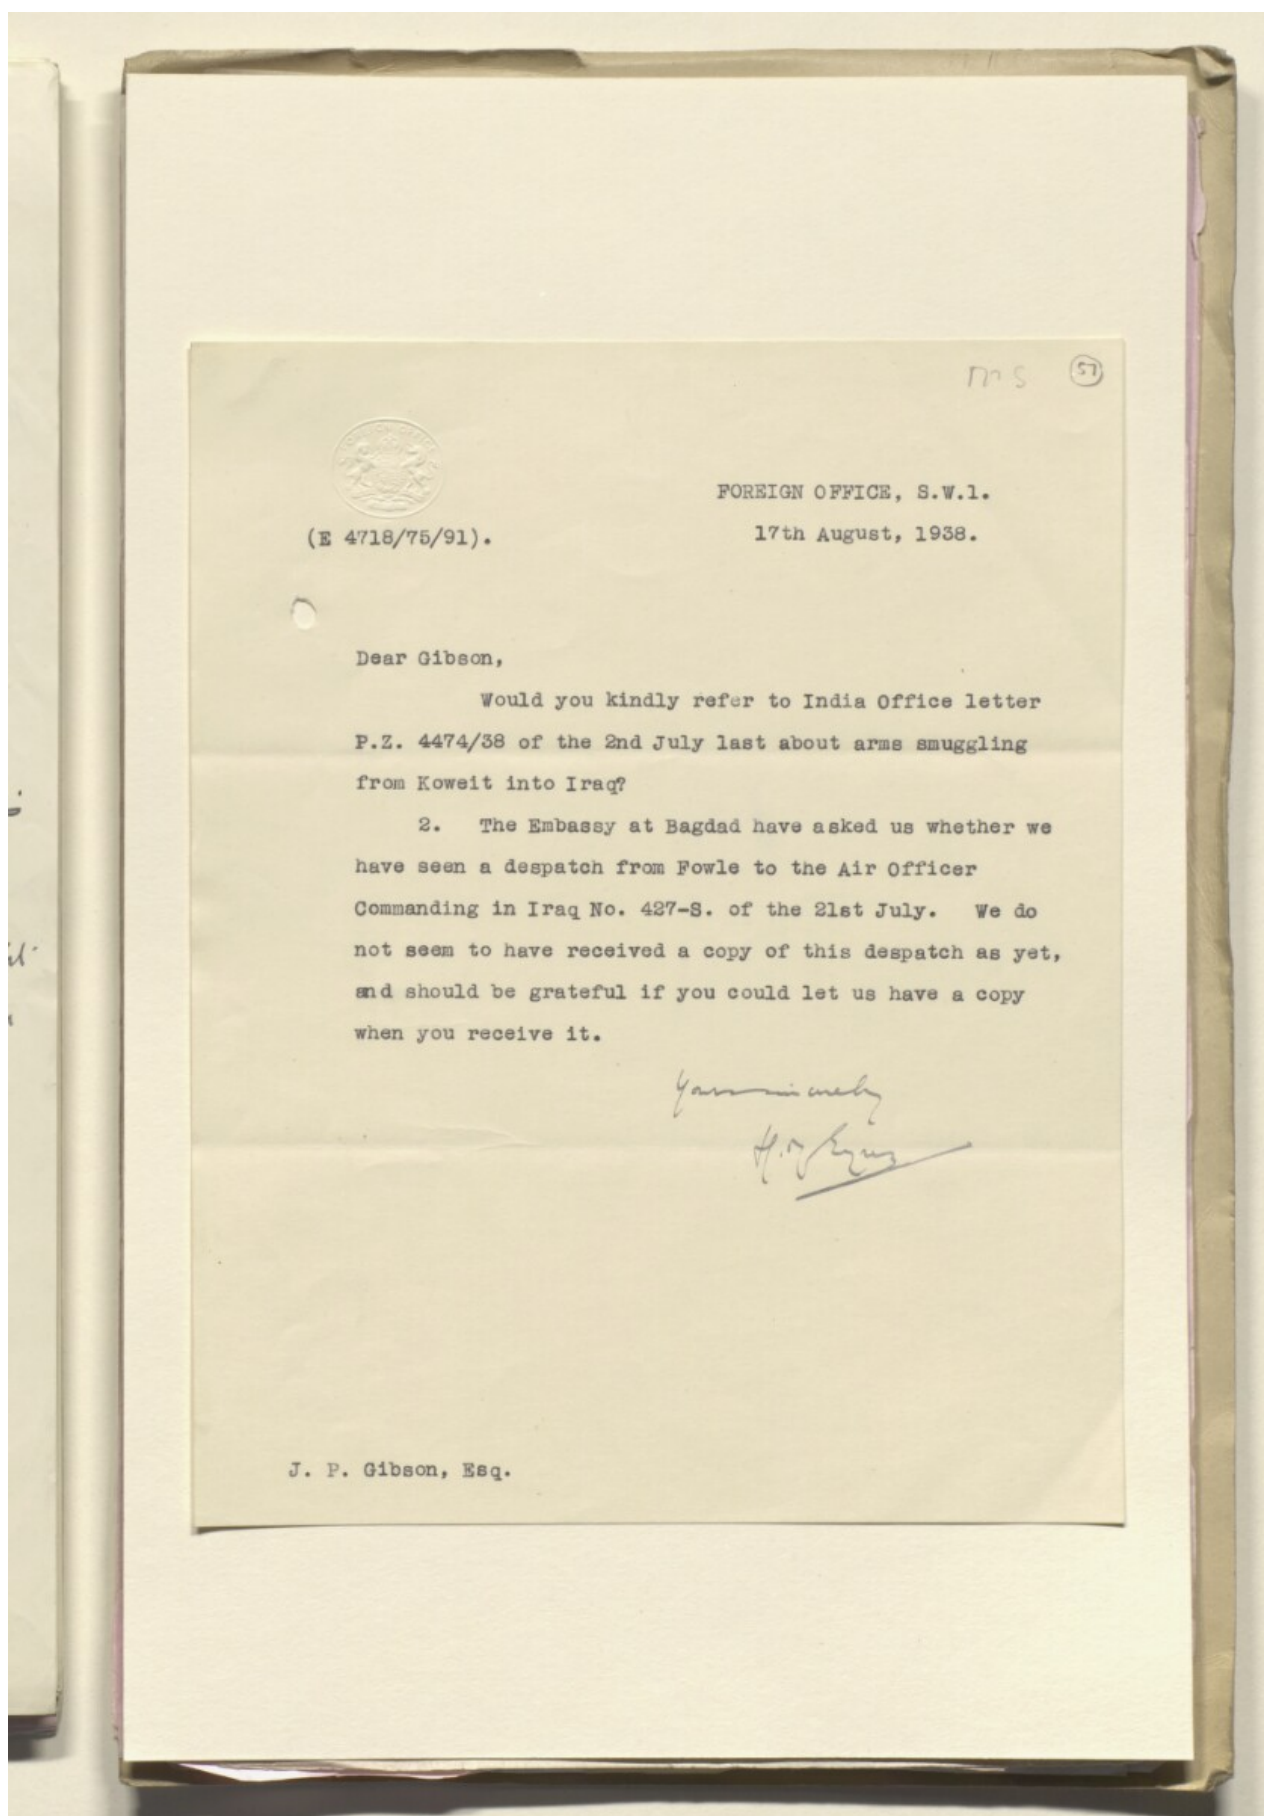 57
FOREIGN OFFICE, S.W.1.
(E 4718/75/91).
17th August, 1938.
Dear Gibson,
Would you kindly refer to India Office letter
P.Z. 4474/38 of the 2nd July last about arms smuggling
from Koweit into Iraq?
2. The Embassy at Bagdad have asked us whether we
have seen a despatch from Fowle to the Air Officer
Commanding in Iraq No. 427-S. of the 21st July. We do
not seem to have received a copy of this despatch as yet,
and should be grateful if you could let us have a copy
when you receive it.
Yours sincerely
J. P. Gibson, Esq.